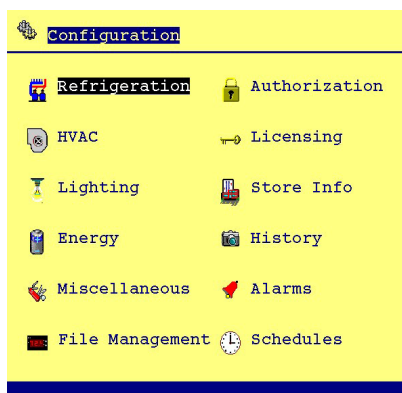 Configuration
Refrigeration
Authorization
HVAC
Licensing
Lighting
Store Info
Energy
History
Miscellaneous
Alarms
File Management
Schedules